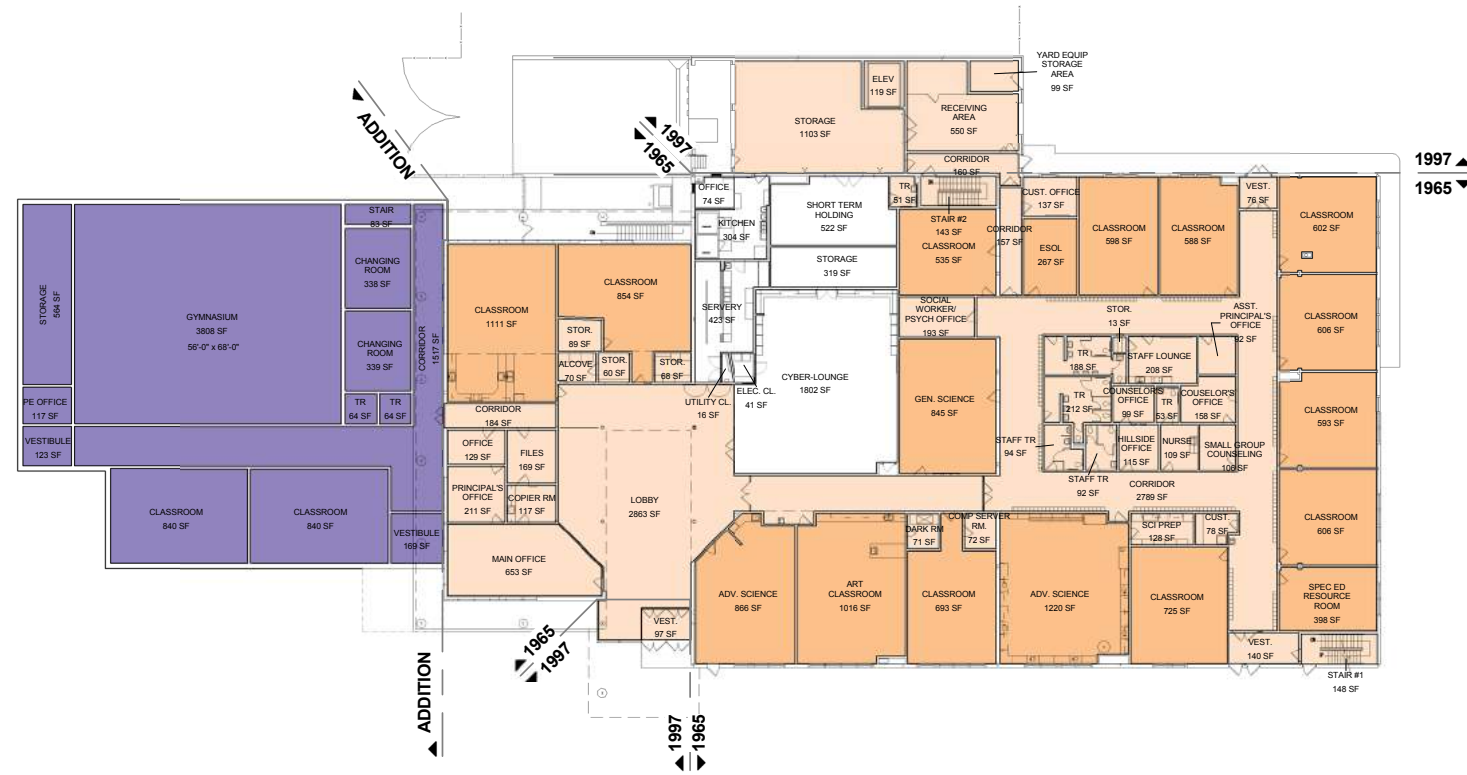 YARD EQUIP
STORAGE
AREA
99 SF
ELEV
119 SF
STORAGE
1103 SF
RECEIVING
AREA
550 SF
CORRIDOR
160 SF
ADDITION
1997
1965
1997
1965
OFFICE
74 SF
KITCHEN
304 SF
SHORT TERM
HOLDING
522 SF
STORAGE
319 SF
TR
51 SF
STAIR #2
143 SF
CLASSROOM
535 SF
CORRIDOR
157 SF
CUST. OFFICE
137 SF
ESOL
267 SF
CLASSROOM
598 SF
CLASSROOM
588 SF
VEST.
76 SF
CLASSROOM
602 SF
STORAGE
564 SF
GYMNASIUM
3808 SF
56'-0" x 68'-0"
STAIR
83 SF
CHANGING
ROOM
338 SF
CHANGING
ROOM
339 SF
TR
64 SF
TR
64 SF
CORRIDOR
1517 SF
PE OFFICE
117 SF
VESTIBULE
123 SF
CLASSROOM
840 SF
CLASSROOM
840 SF
VESTIBULE
169 SF
CLASSROOM
1111 SF
CLASSROOM
854 SF
STOR.
89 SF
ALCOVE
70 SF
STOR.
60 SF
STOR.
68 SF
SERVERY
423 SF
UTILITY CL.
16 SF
ELEC. CL.
41 SF
CYBER-LOUNGE
1802 SF
SOCIAL
WORKER/
PSYCH OFFICE
193 SF
GEN. SCIENCE
845 SF
STOR.
13 SF
ASST.
PRINCIPAL'S
OFFICE
92 SF
TR
188 SF
STAFF LOUNGE
208 SF
TR
212 SF
COUNSELOR'S
OFFICE
99 SF
TR
53 SF
COUSELOR'S
OFFICE
158 SF
STAFF TR
94 SF
STAFF TR
92 SF
HILLSIDE
OFFICE
115 SF
NURSE
109 SF
SMALL GROUP
COUNSELING
106 SF
CORRIDOR
2789 SF
CLASSROOM
606 SF
CLASSROOM
593 SF
CLASSROOM
606 SF
SPEC ED
RESOURCE
ROOM
398 SF
CORRIDOR
184 SF
OFFICE
129 SF
FILES
169 SF
PRINCIPAL'S
OFFICE
211 SF
COPIER RM
117 SF
MAIN OFFICE
653 SF
LOBBY
2863 SF
VEST.
97 SF
ADV. SCIENCE
866 SF
ART
CLASSROOM
1016 SF
DARK RM
71 SF
COMP SERVER
RM.
72 SF
CLASSROOM
693 SF
ADV. SCIENCE
1220 SF
SCI PREP
128 SF
CUST.
78 SF
CLASSROOM
725 SF
VEST.
140 SF
STAIR #1
148 SF
1965
1997
ADDITION
1997
1965